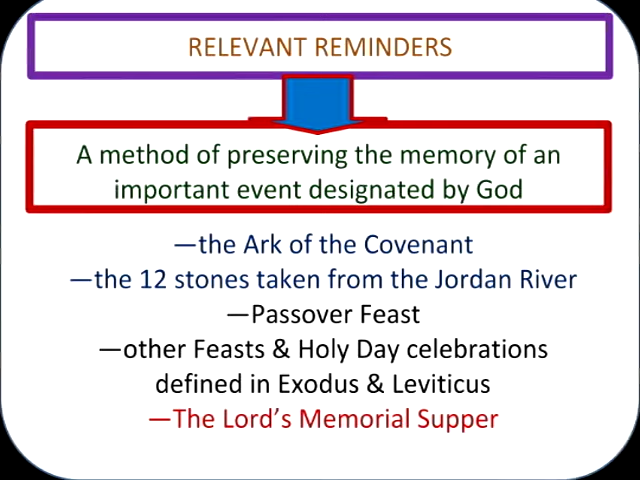 RELEVANT REMINDERS
A method of preserving the memory of an
important event designated by God
—the Ark of the Covenant
—the 12 stones taken from the Jordan River
—Passover Feast
—other Feasts & Holy Day celebrations
defined in Exodus & Leviticus
—The Lord’s Memorial Supper